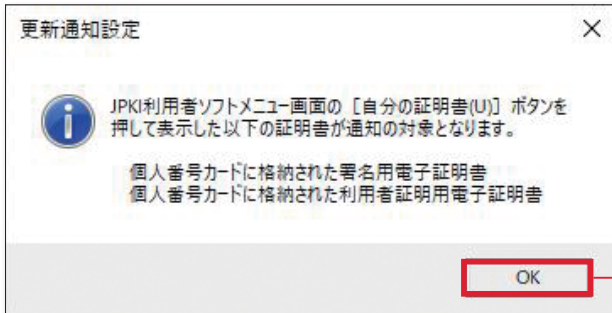 更新通知設定
JPKI利用者ソフトメニュー画面の［自分の証明書(U)］ボタンを
押して表示した以下の証明書が通知の対象となります。
個人番号カードに格納された署名用電子証明書
個人番号カードに格納された利用者証明用電子証明書
OK